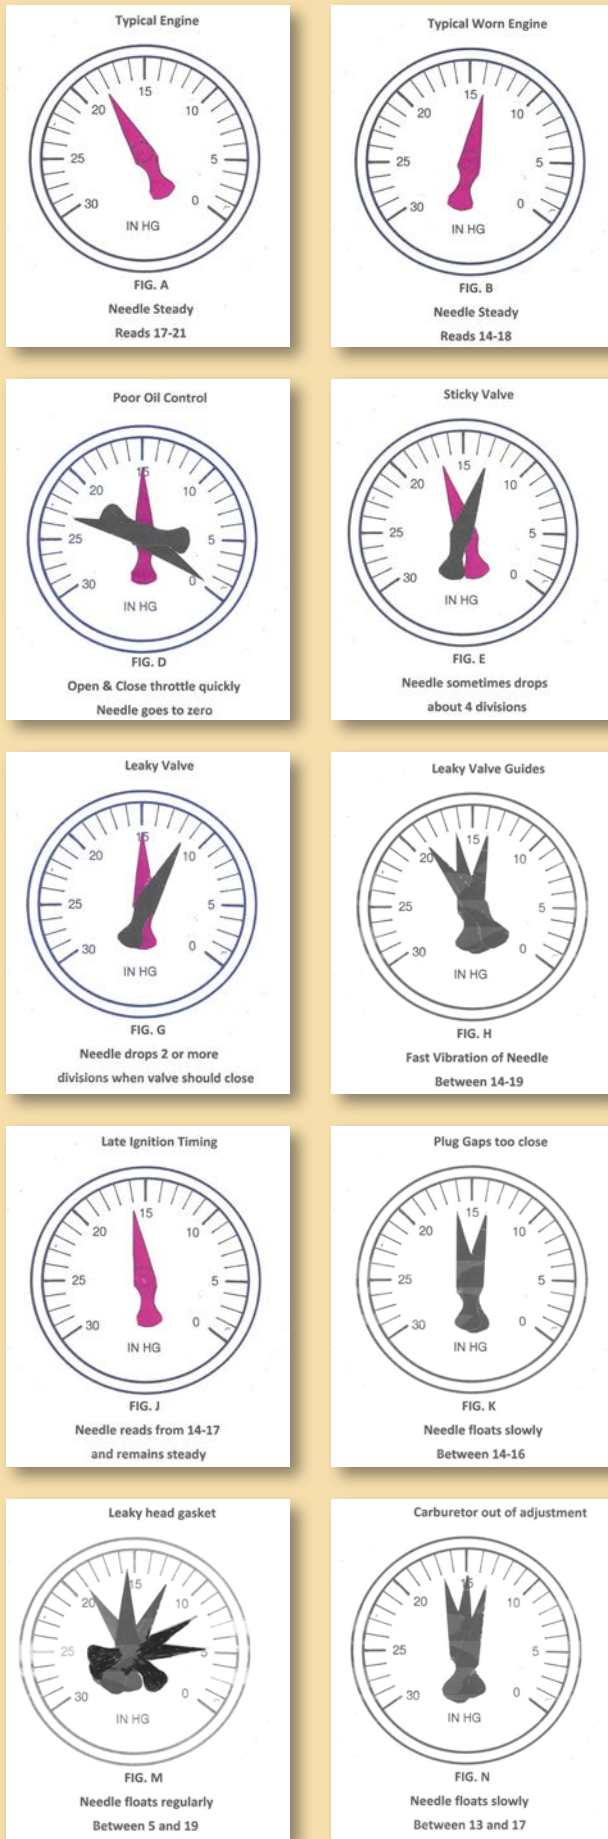 Typical Engine
15
20
10
25
5
30
0
IN HG
FIG. A
Needle Steady
Reads 17-21
Typical Worn Engine
15
20
10
25
5
30
0
IN HG
FIG. B
Needle Steady
Reads 14-18
Poor Oil Control
15
20
10
25
5
30
0
IN HG
FIG. D
Open & Close throttle quickly
Needle goes to zero
Sticky Valve
15
20
10
25
5
30
0
IN HG
FIG. E
Needle sometimes drops
about 4 divisions
Leaky Valve
15
20
10
25
5
30
0
IN HG
FIG. G
Needle drops 2 or more
divisions when valve should close
Leaky Valve Guides
15
20
10
25
5
30
0
IN HG
FIG. H
Fast Vibration of Needle
Between 14-19
Late Ignition Timing
15
20
10
25
5
30
0
IN HG
FIG. J
Needle reads from 14-17
and remains steady
Plug Gaps too close
15
20
10
25
5
30
0
IN HG
FIG. K
Needle floats slowly
Between 14-16
Leaky head gasket
15
20
10
25
5
30
0
IN HG
FIG. M
Needle floats regularly
Between 5 and 19
Carburetor out of adjustment
15
20
10
25
5
30
0
IN HG
FIG. N
Needle floats slowly
Between 13 and 17